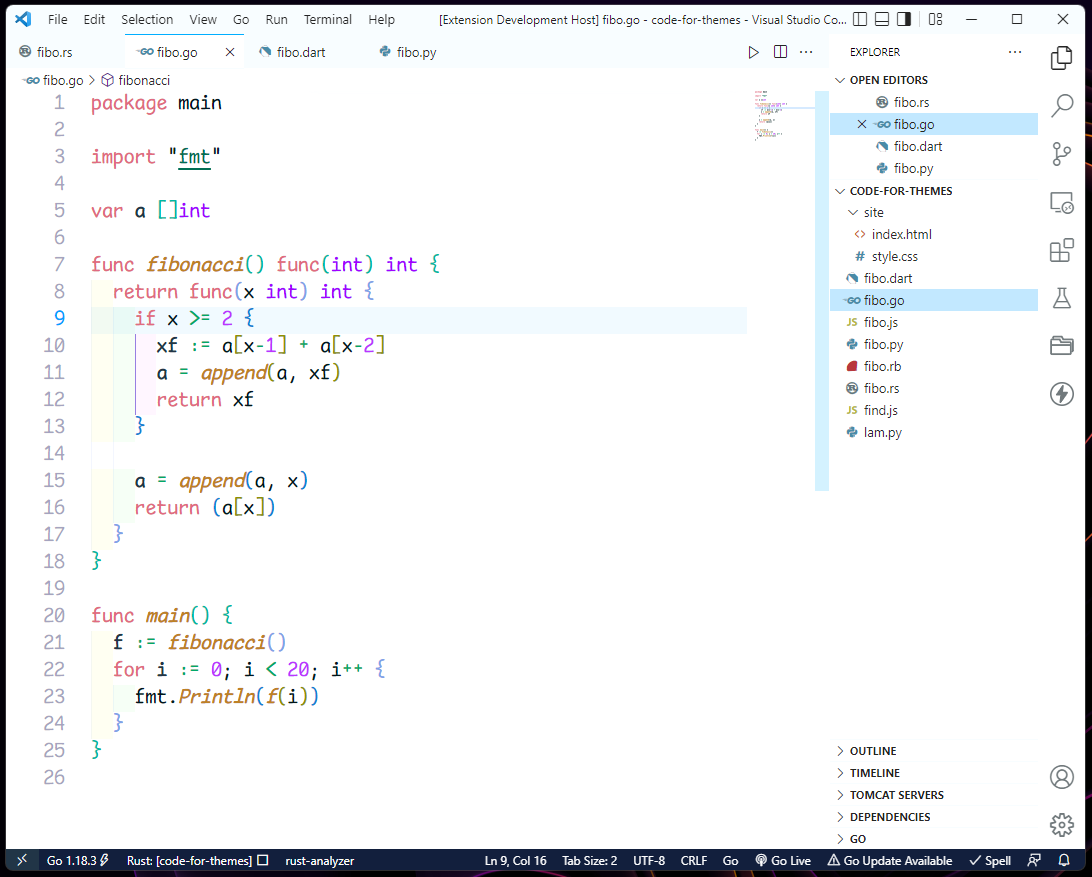 File Edit Selection View Go Run Terminal Help [Extension Development Host] fibo.go - code-for-themes - Visual Studio Co...
fibo.rs fibo.go fibo.dart fibo.py
fibo.go > fibonacci
1 package main
2
3 import "fmt"
4
5 var a []int
6
7 func fibonacci() func(int) int {
8 return func(x int) int {
9 if x >= 2 {
10 xf := a[x-1] + a[x-2]
11 a = append(a, xf)
12 return xf
13 }
14
15 a = append(a, x)
16 return (a[x])
17 }
18 }
19
20 func main() {
21 f := fibonacci()
22 for i := 0; i < 20; i++ {
23 fmt.Println(f(i))
24 }
25 }
26
EXPLORER
OPEN EDITORS
fibo.rs
fibo.go
fibo.dart
fibo.py
CODE-FOR-THEMES
site
<> index.html
# style.css
fibo.dart
GO fibo.go
JS fibo.js
fibo.py
fibo.rb
fibo.rs
JS find.js
lam.py
OUTLINE
TIMELINE
TOMCAT SERVERS
DEPENDENCIES
GO
Go 1.18.3 Rust: [code-for-themes] rust-analyzer Ln 9, Col 16 Tab Size: 2 UTF-8 CRLF Go Go Live Go Update Available Spell